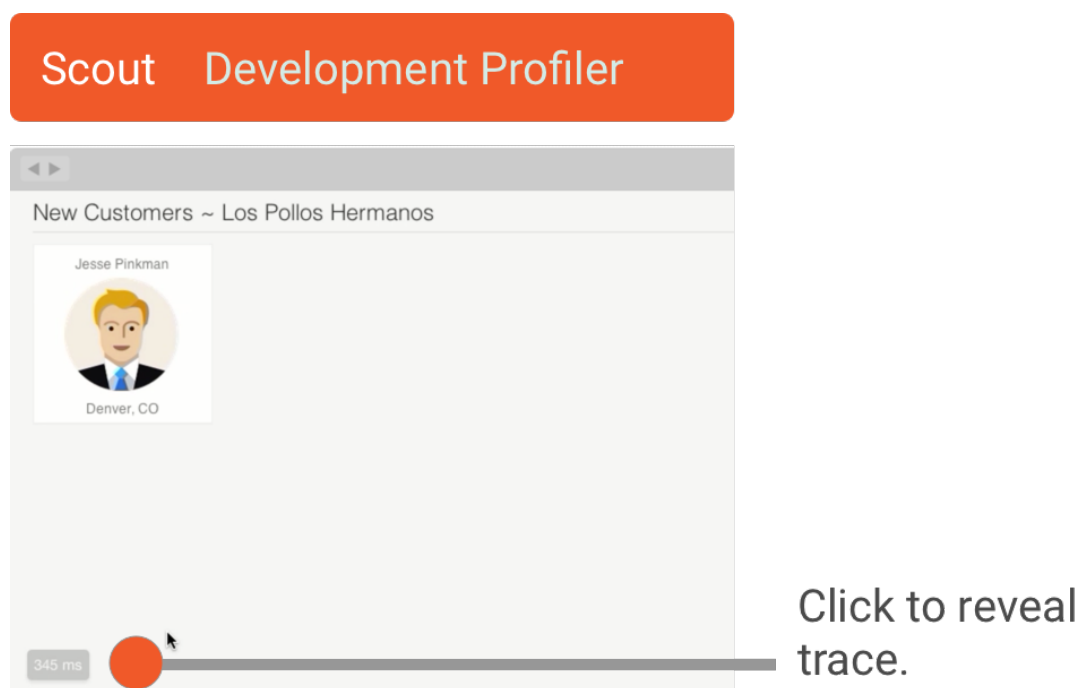 Scout Development Profiler
New Customers ~ Los Pollos Hermanos
Jesse Pinkman
Denver, CO
345 ms
Click to reveal
trace.